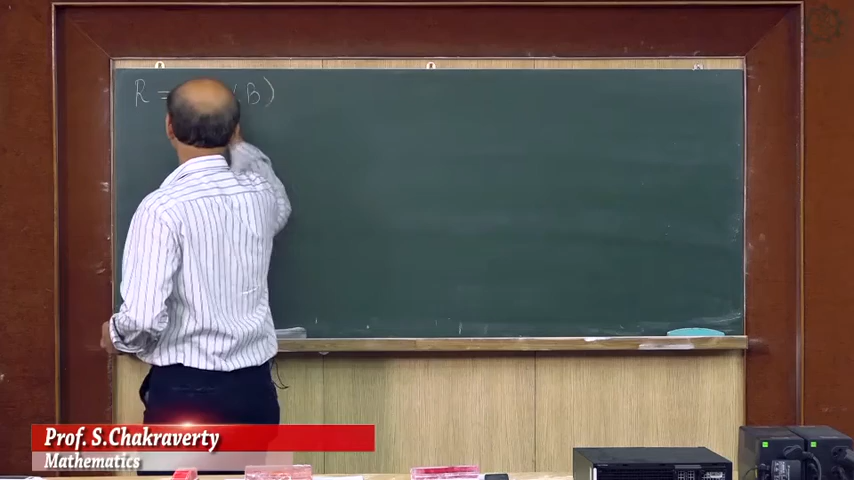 R = , B)
Prof. S.Chakraverty
Mathematics